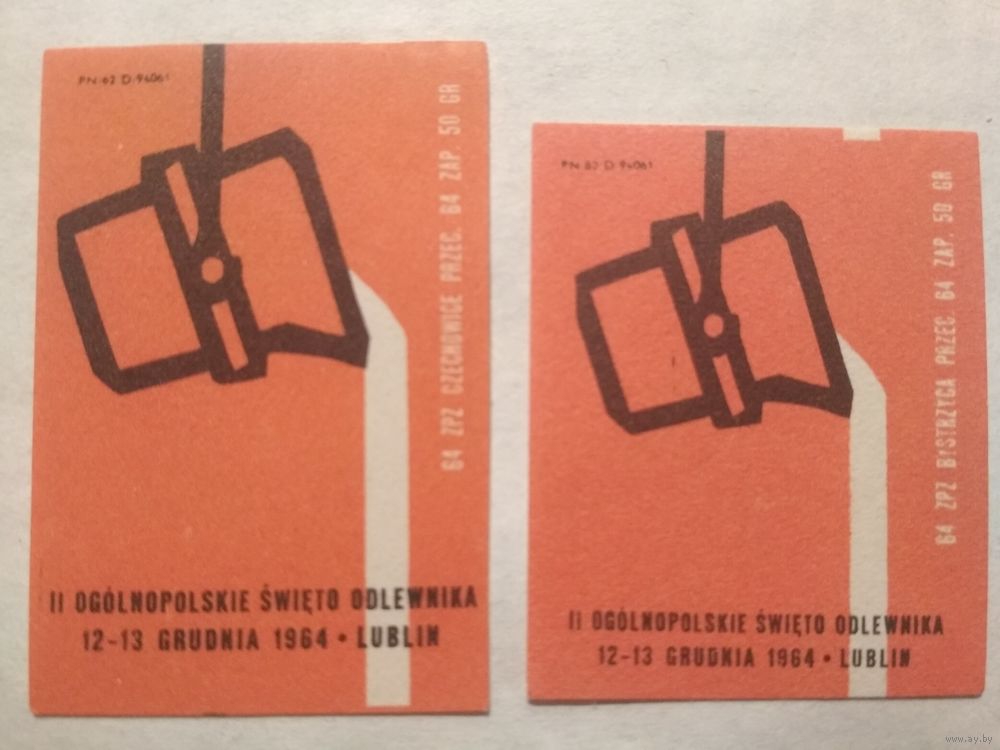 PN-62 D-94061
64 ZPZ CZECHOWICE PRZEC. 64 ZAP. 50 GR
II OGÓLNOPOLSKIE ŚWIĘTO ODLEWNIKA
12-13 GRUDNIA 1964 • LUBLIN
PN-62 D-94061
64 ZPZ BYSTRZYCA PRZEC 64 ZAP. 50 GR
II OGÓLNOPOLSKIE ŚWIĘTO ODLEWNIKA
12-13 GRUDNIA 1964 • LUBLIN
www.ay.by